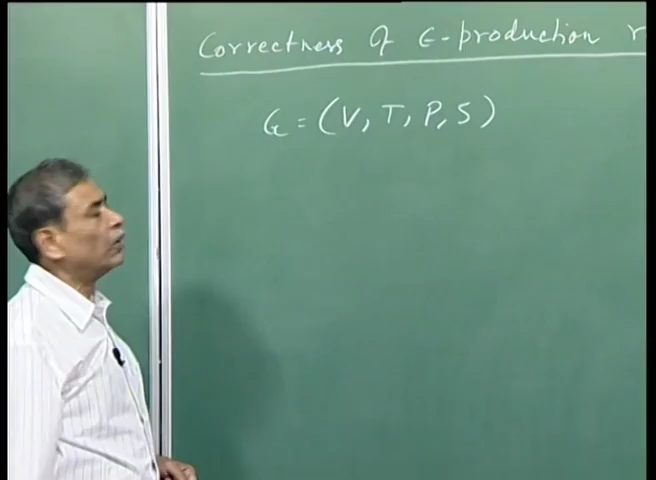 Correctness of ε-production
G = (V, T, P, S)